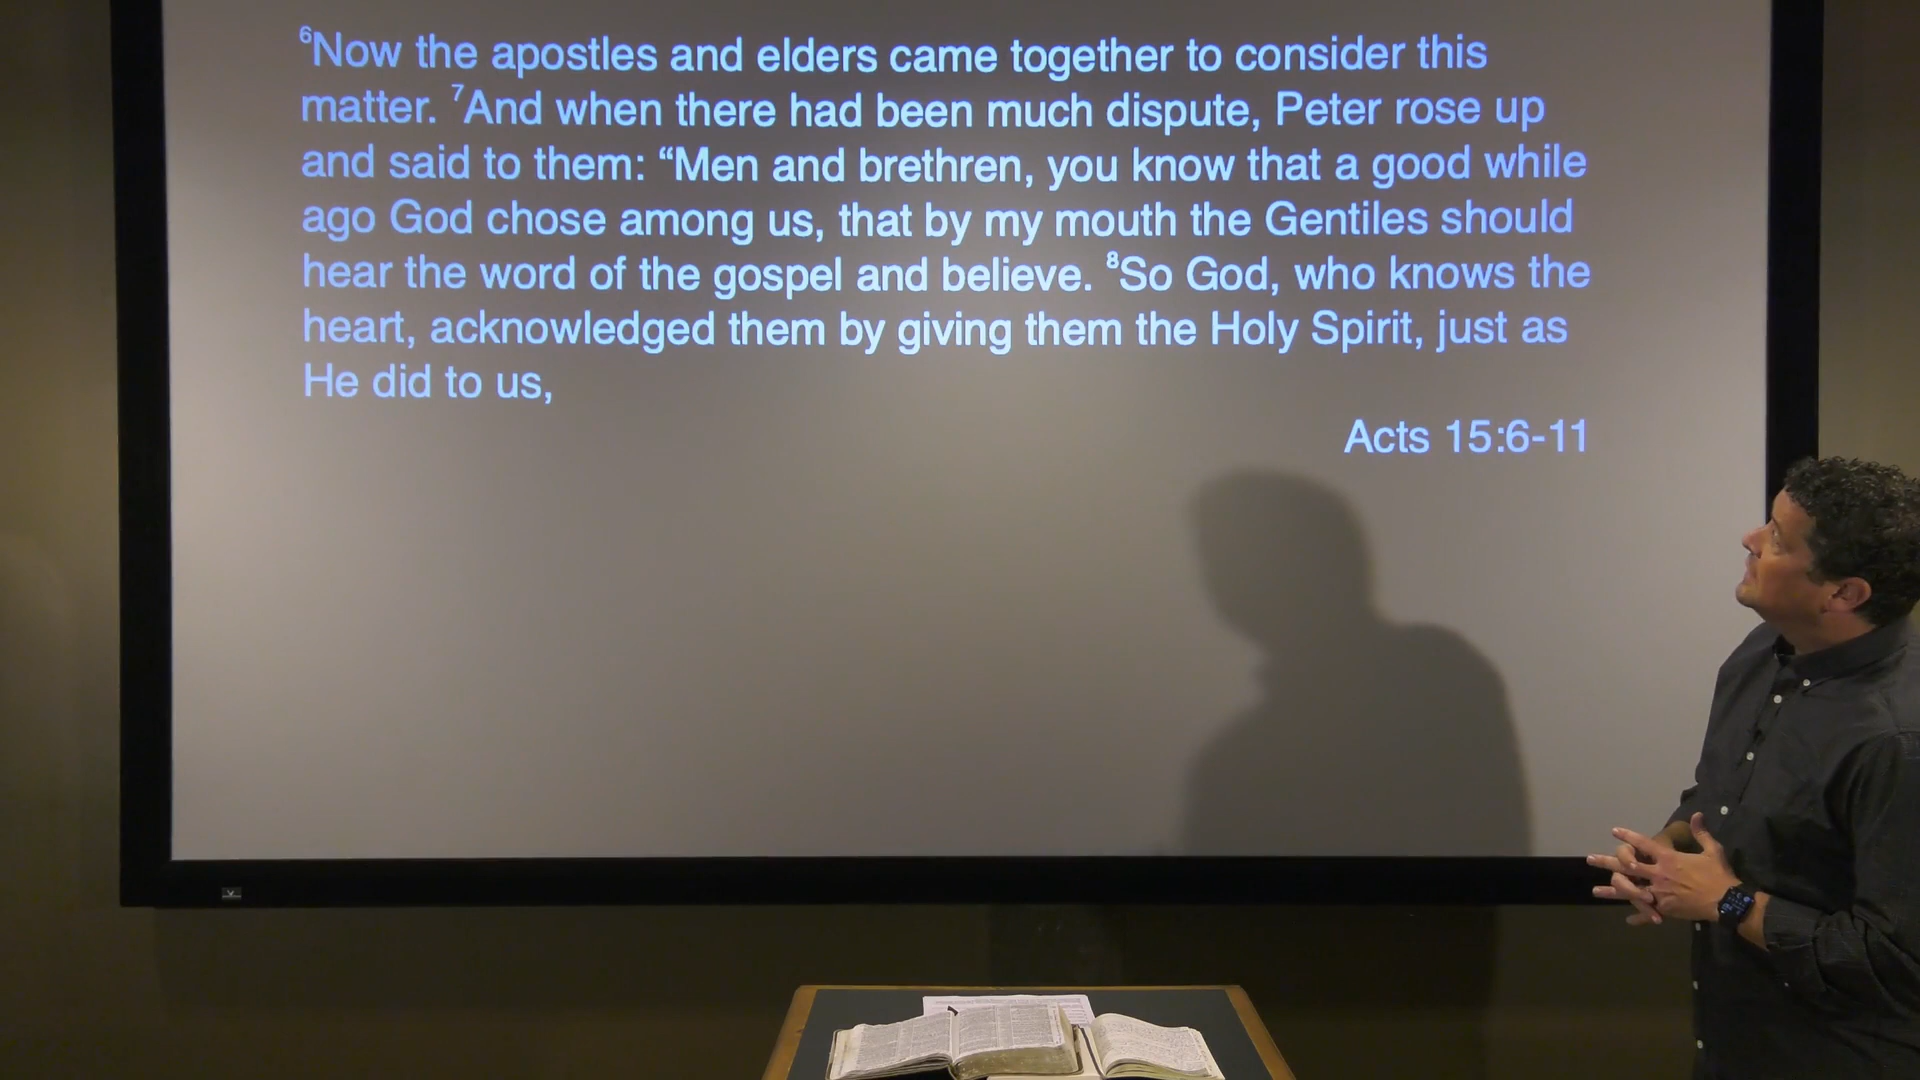 ⁶Now the apostles and elders came together to consider this
matter. ⁷And when there had been much dispute, Peter rose up
and said to them: “Men and brethren, you know that a good while
ago God chose among us, that by my mouth the Gentiles should
hear the word of the gospel and believe. ⁸So God, who knows the
heart, acknowledged them by giving them the Holy Spirit, just as
He did to us,
Acts 15:6-11